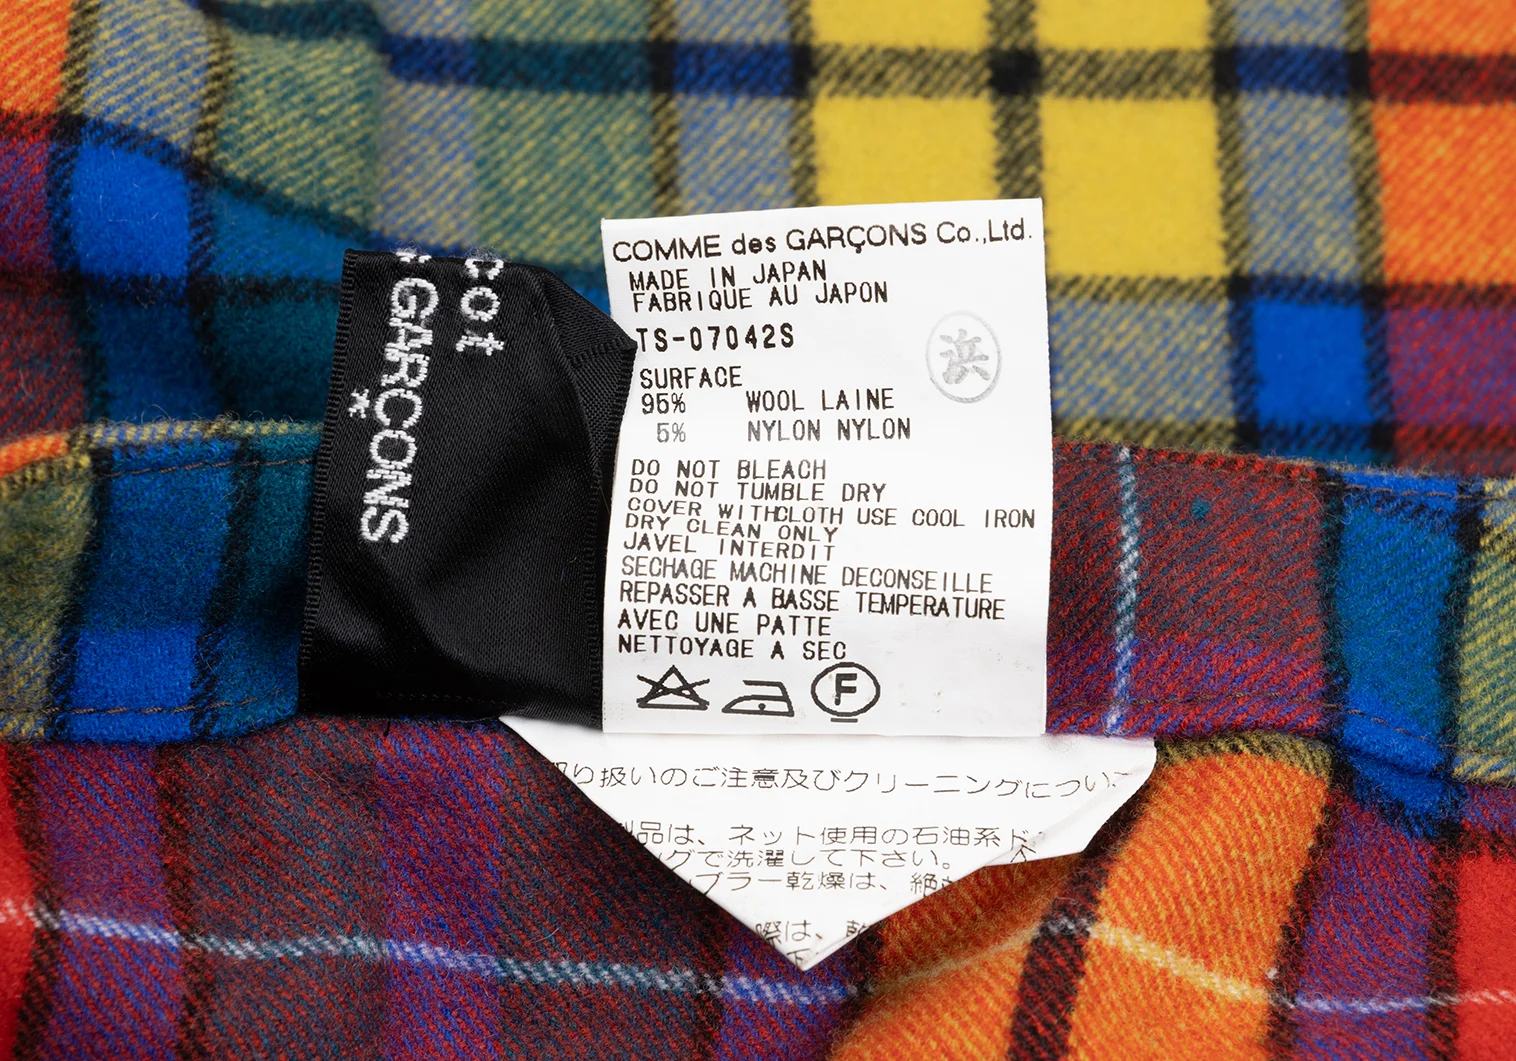 cot
GARÇONS
COMME des GARÇONS Co.,Ltd.
MADE IN JAPAN
FABRIQUE AU JAPON
TS-07042S
浜
SURFACE
95% WOOL LAINE
5% NYLON NYLON
DO NOT BLEACH
DO NOT TUMBLE DRY
COVER WITHCLOTH USE COOL IRON
DRY CLEAN ONLY
JAVEL INTERDIT
SECHAGE MACHINE DECONSEILLE
REPASSER A BASSE TEMPERATURE
AVEC UNE PATTE
NETTOYAGE A SEC
F
り扱いのご注意及びクリーニングについ
品は、ネット使用の石油系ド
グで洗濯して下さい。
ブラー乾燥は、絶
際は、乾